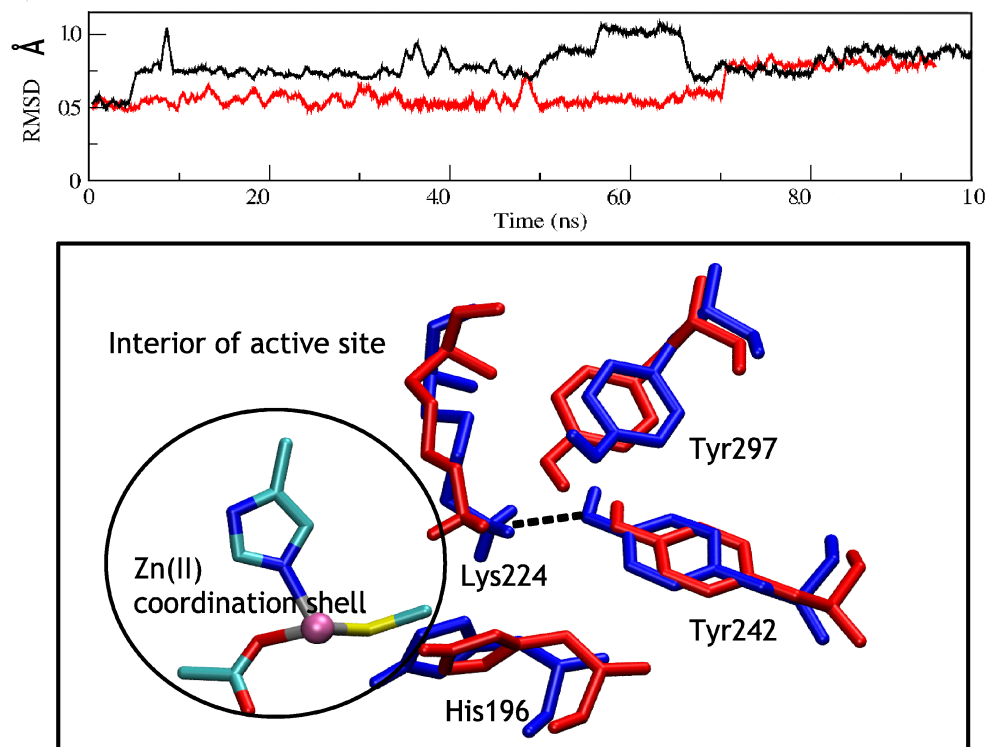 1.0
Å
RMSD
0.5
0
0
2.0
4.0
6.0
8.0
10
Time (ns)
Interior of active site
Tyr297
Zn(II)
coordination shell
Lys224
Tyr242
His196